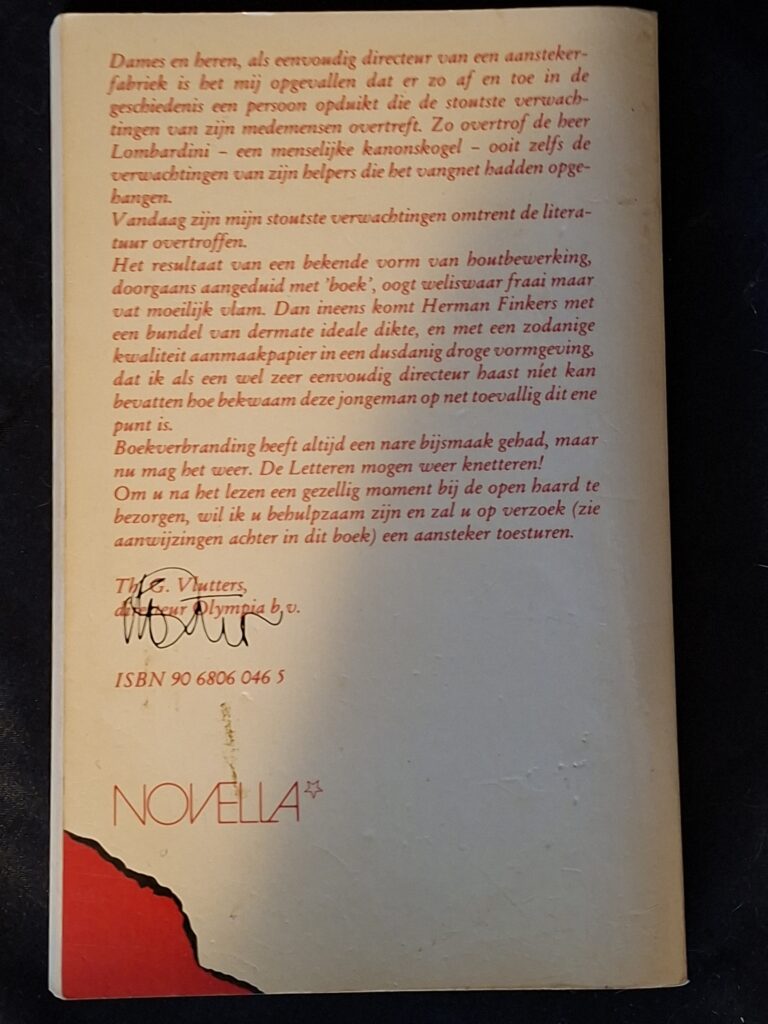 Dames en heren, als eenvoudig directeur van een aansteker-
fabriek is het mij opgevallen dat er zo af en toe in de
geschiedenis een persoon opduikt die de stoutste verwach-
tingen van zijn medemensen overtreft. Zo overtrof de heer
Lombardini – een menselijke kanonskogel – ooit zelfs de
verwachtingen van zijn helpers die het vangnet hadden opge-
hangen.
Vandaag zijn mijn stoutste verwachtingen omtrent de litera-
tuur overtroffen.
Het resultaat van een bekende vorm van houtbewerking,
doorgaans aangeduid met 'boek', oogt weliswaar fraai maar
vat moeilijk vlam. Dan ineens komt Herman Finkers met
een bundel van dermate ideale dikte, en met een zodanige
kwaliteit aanmaakpapier in een dusdanig droge vormgeving,
dat ik als een wel zeer eenvoudig directeur haast níet kan
bevatten hoe bekwaam deze jongeman op net toevallig dit ene
punt is.
Boekverbranding heeft altijd een nare bijsmaak gehad, maar
nu mag het weer. De Letteren mogen weer knetteren!
Om u na het lezen een gezellig moment bij de open haard te
bezorgen, wil ik u behulpzaam zijn en zal u op verzoek (zie
aanwijzingen achter in dit boek) een aansteker toesturen.
Th. G. Vlutters,
directeur Olympia b.v.
ISBN 90 6806 046 5
NOVELLA